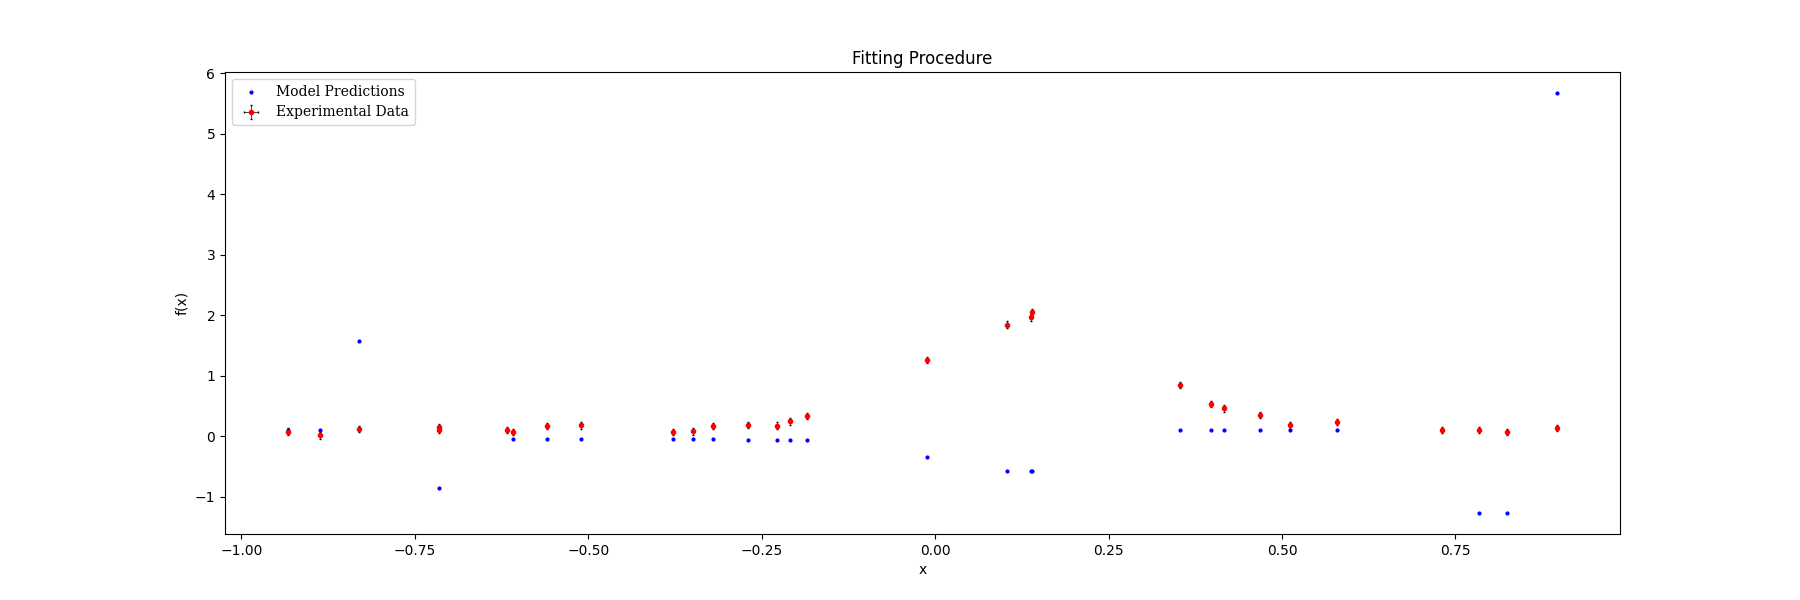 Fitting Procedure
6
5
4
3
2
1
0
−1
f(x)
Model Predictions
Experimental Data
−1.00 −0.75 −0.50 −0.25 0.00 0.25 0.50 0.75
x